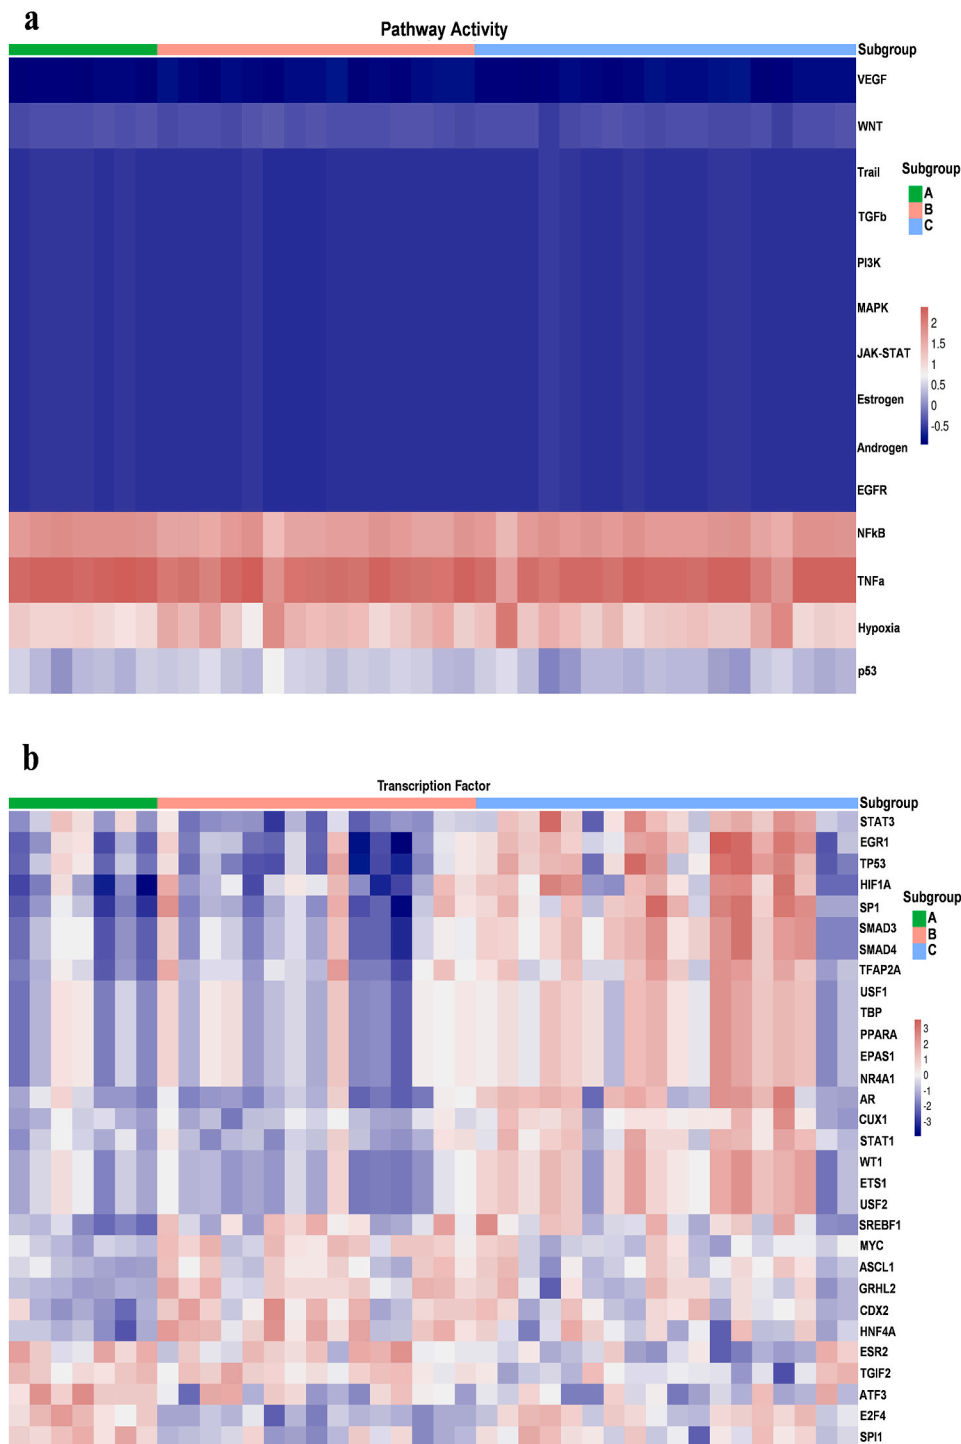 a
Pathway Activity
Subgroup
VEGF
WNT
Trail
TGFb
PI3K
MAPK
JAK-STAT
Estrogen
Androgen
EGFR
NFkB
TNFa
Hypoxia
p53
Subgroup
A
B
C
2
1.5
1
0.5
0
-0.5
b
Transcription Factor
Subgroup
STAT3
EGR1
TP53
HIF1A
SP1
SMAD3
SMAD4
TFAP2A
USF1
TBP
PPARA
EPAS1
NR4A1
AR
CUX1
STAT1
WT1
ETS1
USF2
SREBF1
MYC
ASCL1
GRHL2
CDX2
HNF4A
ESR2
TGIF2
ATF3
E2F4
SPI1
Subgroup
A
B
C
3
2
1
0
-1
-2
-3